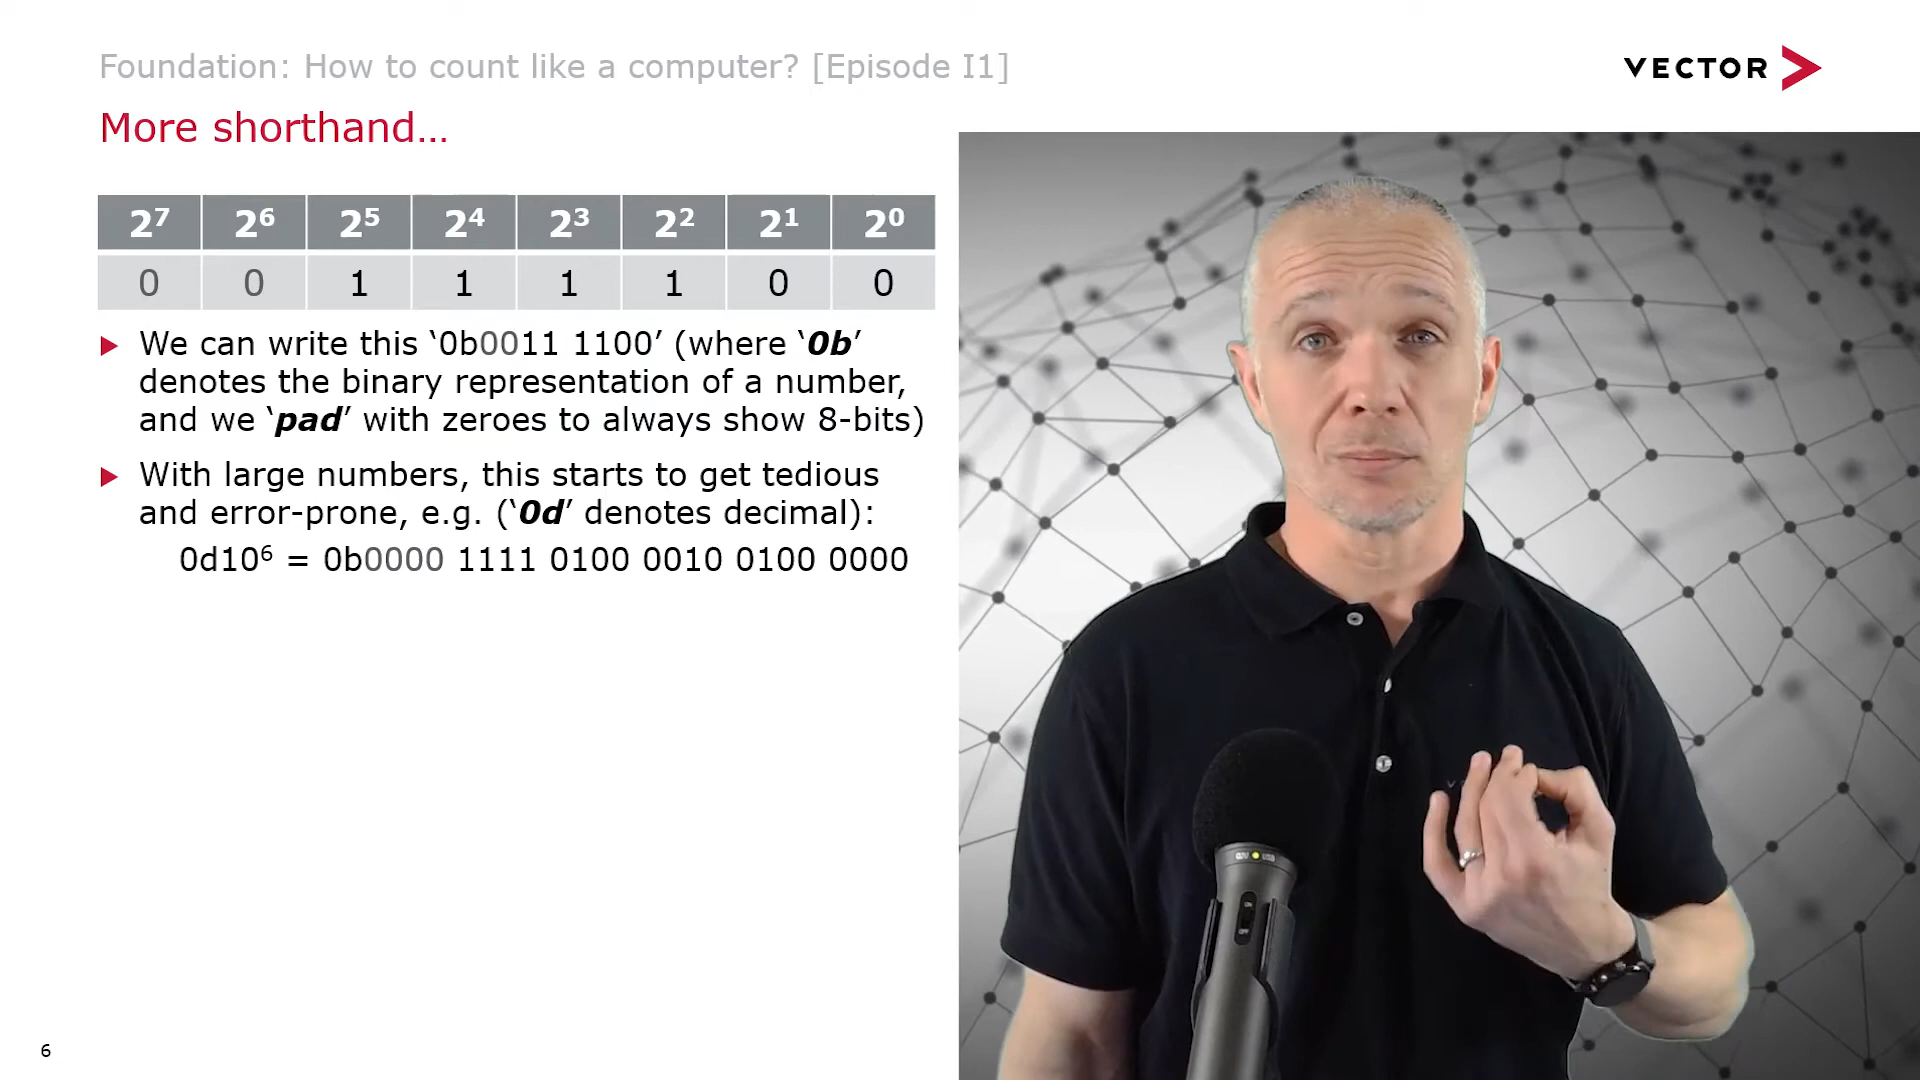 Foundation: How to count like a computer? [Episode I1]
VECTOR
More shorthand…
2⁷ 2⁶ 2⁵ 2⁴ 2³ 2² 2¹ 2⁰
0 0 1 1 1 1 0 0
We can write this ‘0b0011 1100’ (where ‘0b’
denotes the binary representation of a number,
and we ‘pad’ with zeroes to always show 8-bits)
With large numbers, this starts to get tedious
and error-prone, e.g. (‘0d’ denotes decimal):
0d10⁶ = 0b0000 1111 0100 0010 0100 0000
ON
OFF
6